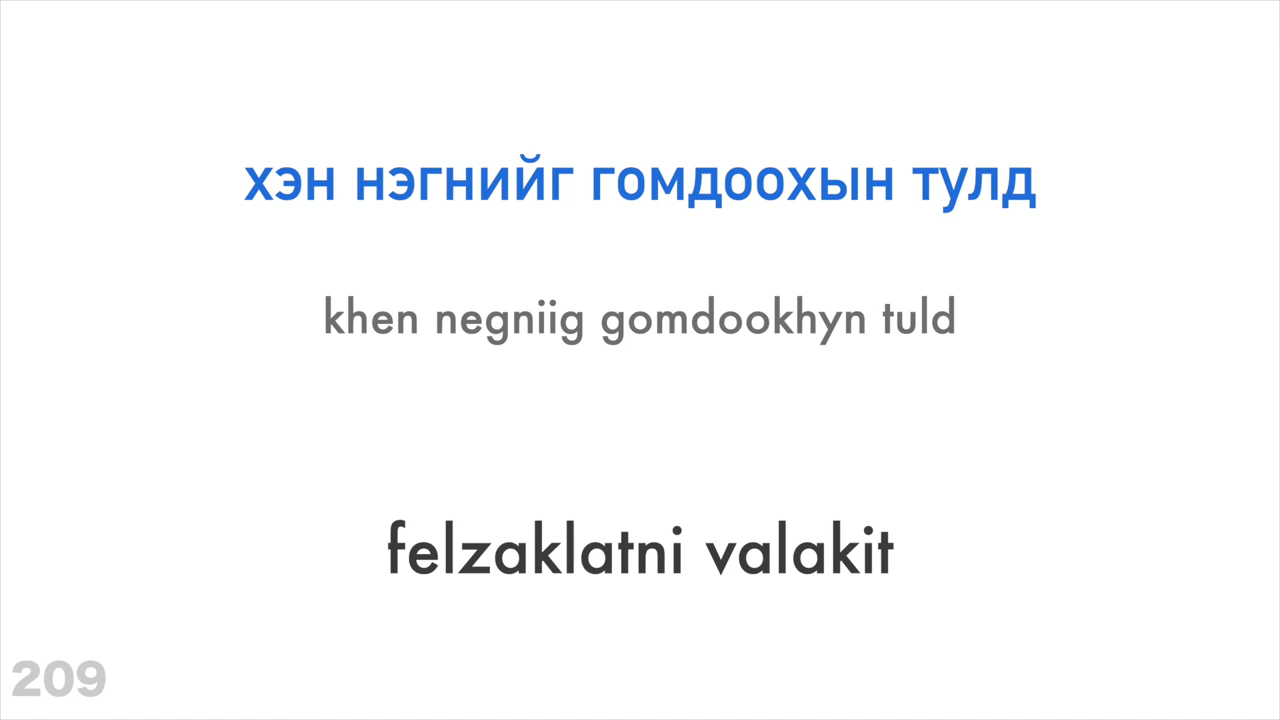 хэн нэгнийг гомдоохын тулд
khen negniig gomdookhyn tuld
felzaklatni valakit
209